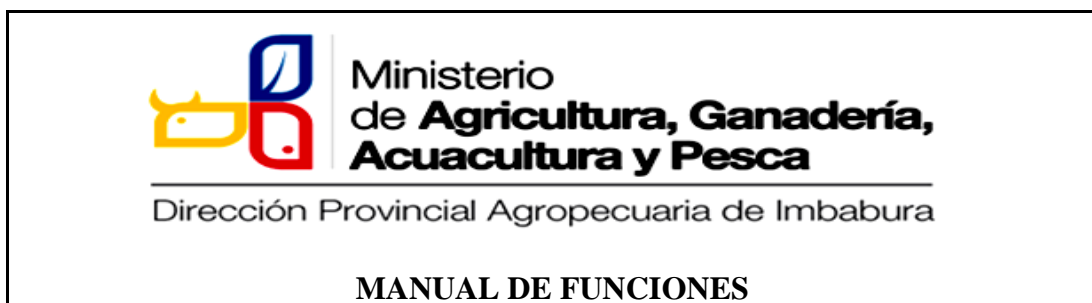 Ministerio
de Agricultura, Ganadería,
Acuacultura y Pesca
Dirección Provincial Agropecuaria de Imbabura
MANUAL DE FUNCIONES